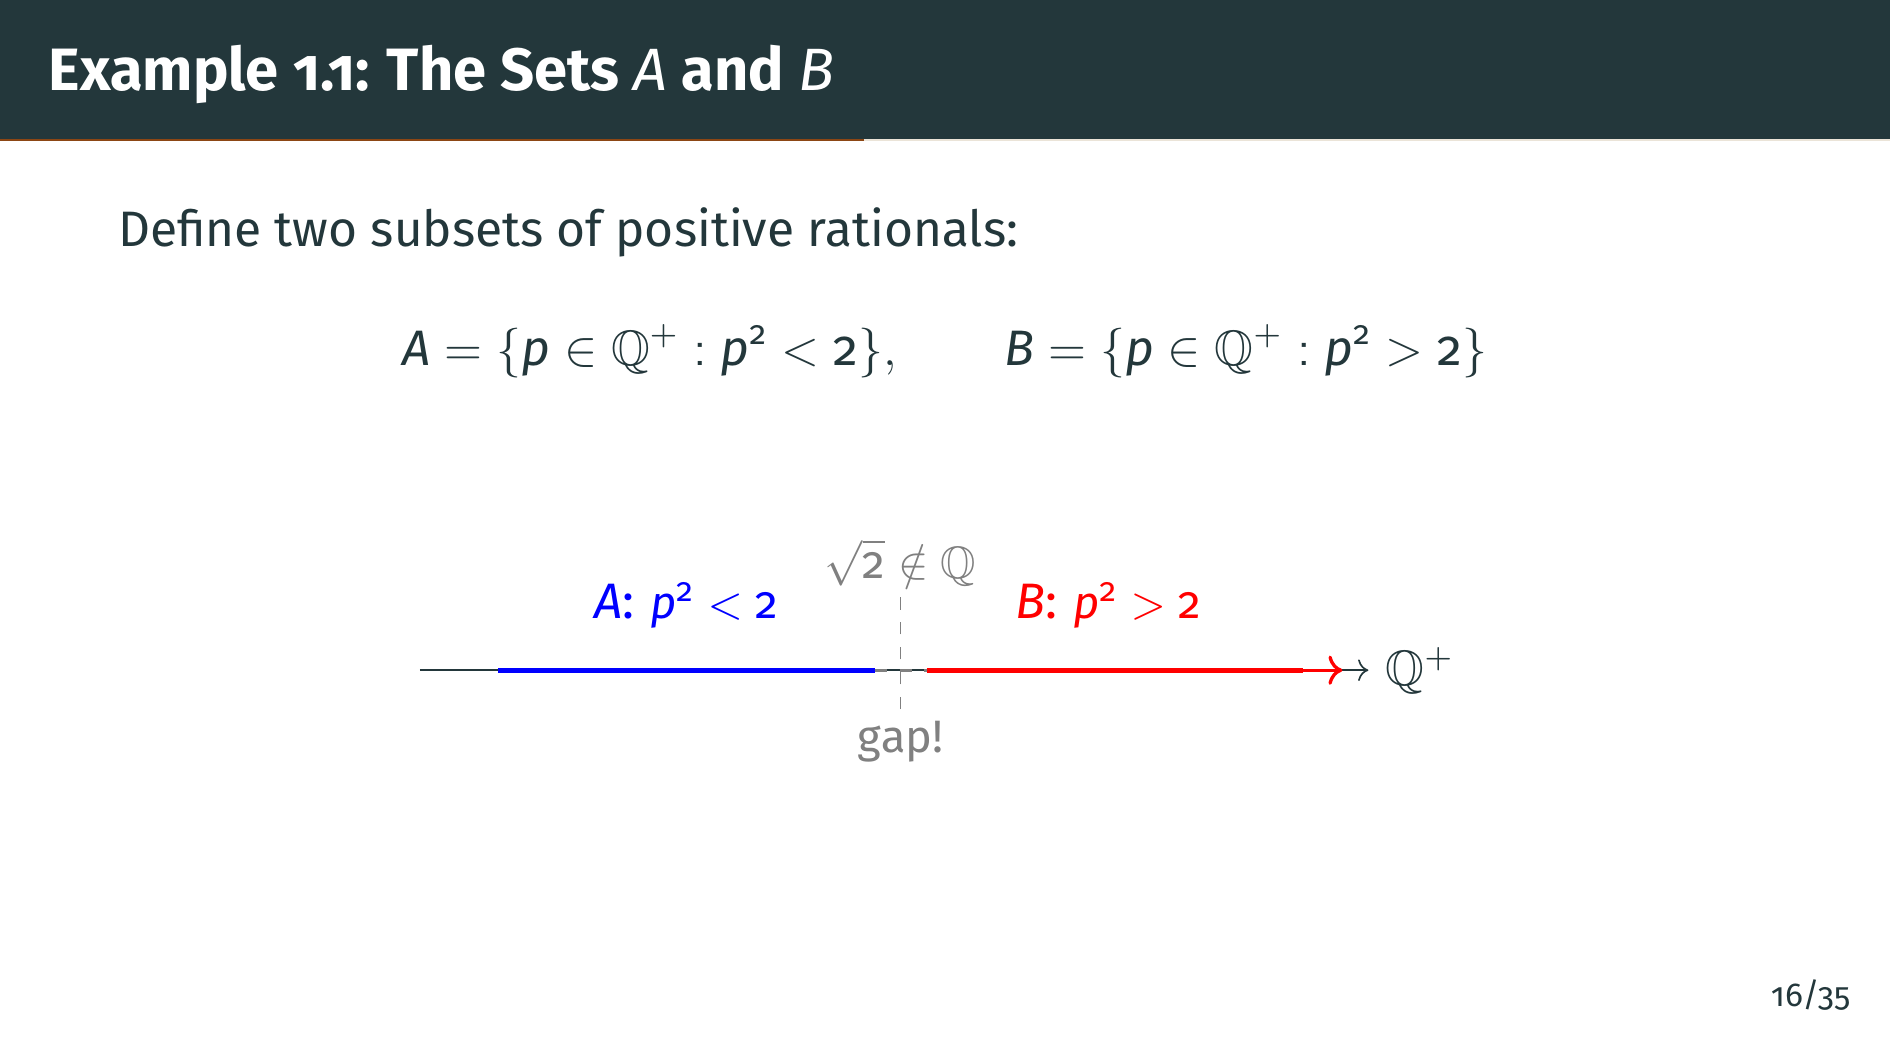 Example 1.1: The Sets A and B
Define two subsets of positive rationals:
A = {p ∈ ℚ⁺ : p² < 2}, B = {p ∈ ℚ⁺ : p² > 2}
√2 ∉ ℚ
A: p² < 2 B: p² > 2
ℚ⁺
gap!
16/35